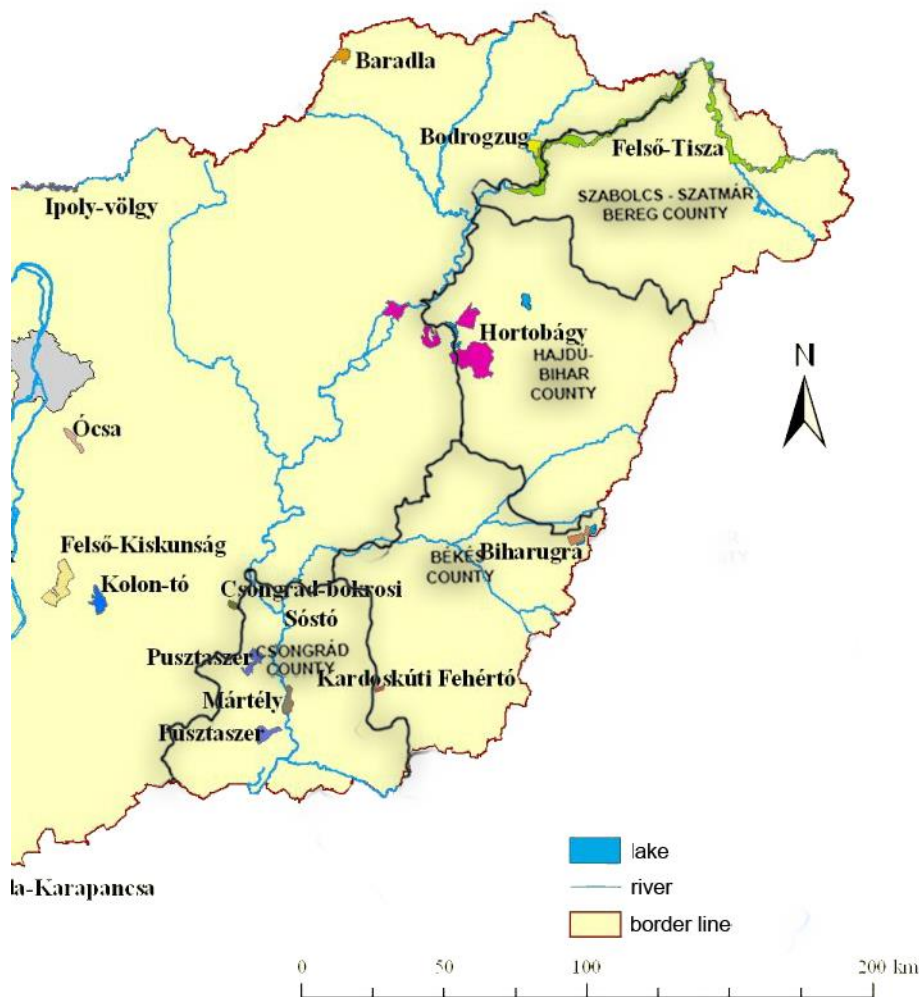 Baradla
Bodrogzug
Felső-Tisza
Ipoly-völgy
SZABOLCS - SZATMÁR
BEREG COUNTY
Hortobágy
HAJDÚ-
BIHAR
COUNTY
N
Ócsa
Felső-Kiskunság
Kolon-tó
Biharugra
BÉKÉS
COUNTY
Csongrád-bokrosi
Sóstó
Pusztaszer
CSONGRÁD
COUNTY
Kardoskúti Fehértó
Mártély
Pusztaszer
lake
la-Karapancsa
river
border line
0 50 100 200 km